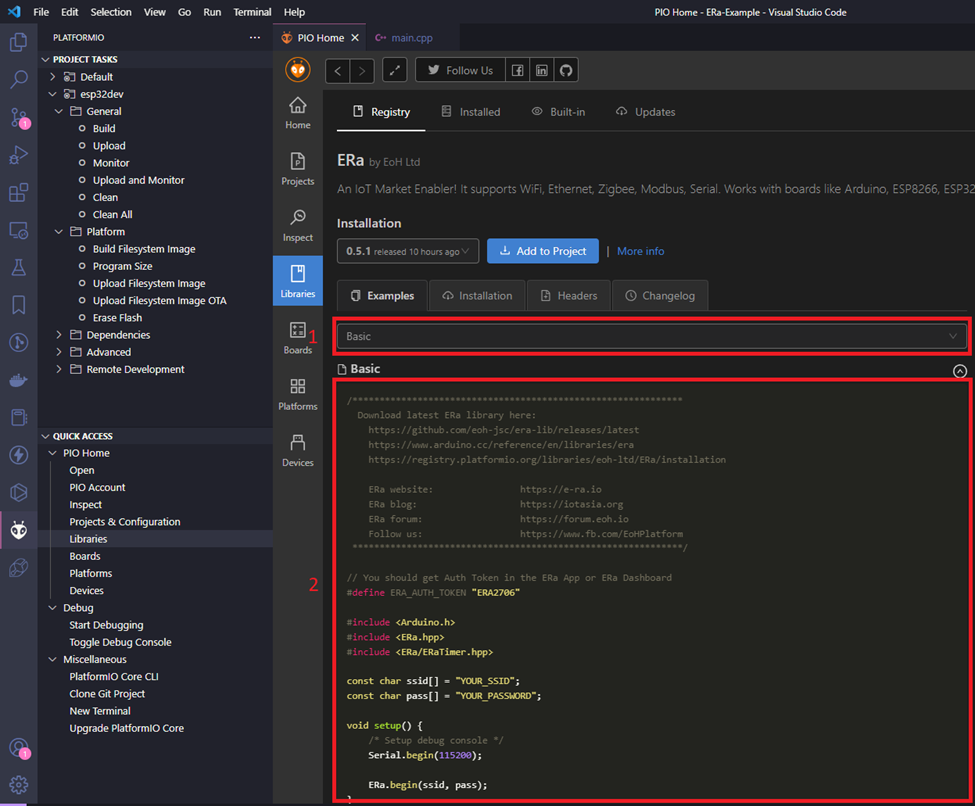 File Edit Selection View Go Run Terminal Help
PIO Home - ERa-Example - Visual Studio Code
PLATFORMIO
PROJECT TASKS
Default
esp32dev
General
Build
Upload
Monitor
Upload and Monitor
Clean
Clean All
Platform
Build Filesystem Image
Program Size
Upload Filesystem Image
Upload Filesystem Image OTA
Erase Flash
Dependencies
Advanced
Remote Development
QUICK ACCESS
PIO Home
Open
PIO Account
Inspect
Projects & Configuration
Libraries
Boards
Platforms
Devices
Debug
Start Debugging
Toggle Debug Console
Miscellaneous
PlatformIO Core CLI
Clone Git Project
New Terminal
Upgrade PlatformIO Core
1
1
PIO Home
C++ main.cpp
Home
Projects
Inspect
Libraries
Boards
Platforms
Devices
Follow Us
Registry Installed Built-in Updates
ERa by EoH Ltd
An IoT Market Enabler! It supports WiFi, Ethernet, Zigbee, Modbus, Serial. Works with boards like Arduino, ESP8266, ESP32
Installation
0.5.1 released 10 hours ago Add to Project | More info
Examples Installation Headers Changelog
1
Basic
Basic
2
/************************************************************
Download latest ERa library here:
https://github.com/eoh-jsc/era-lib/releases/latest
https://www.arduino.cc/reference/en/libraries/era
https://registry.platformio.org/libraries/eoh-ltd/ERa/installation
ERa website: https://e-ra.io
ERa blog: https://iotasia.org
ERa forum: https://forum.eoh.io
Follow us: https://www.fb.com/EoHPlatform
************************************************************/
// You should get Auth Token in the ERa App or ERa Dashboard
#define ERA_AUTH_TOKEN "ERA2706"
#include <Arduino.h>
#include <ERa.hpp>
#include <ERa/ERaTimer.hpp>
const char ssid[] = "YOUR_SSID";
const char pass[] = "YOUR_PASSWORD";
void setup() {
/* Setup debug console */
Serial.begin(115200);
ERa.begin(ssid, pass);
}